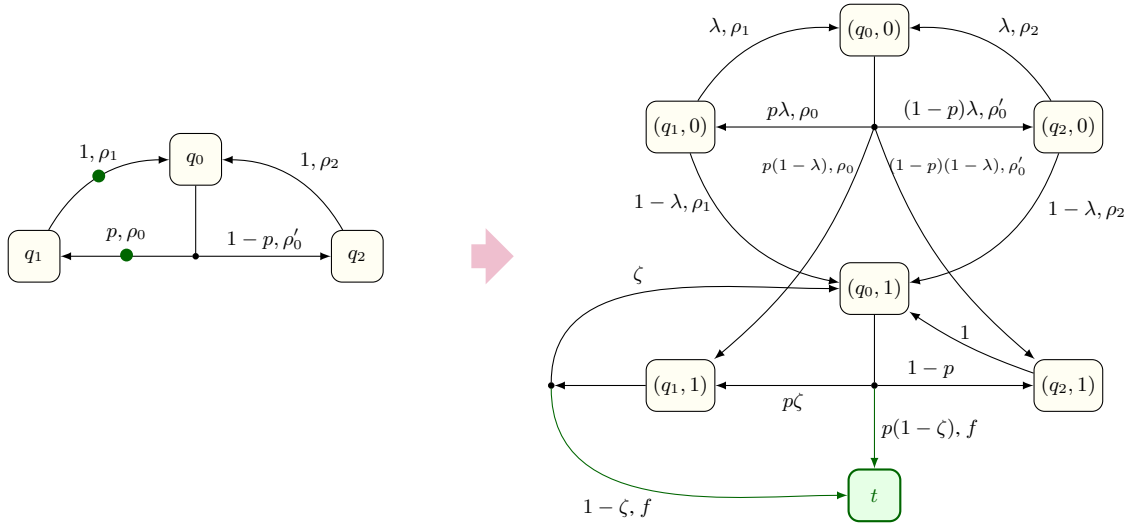 q₀
1, ρ₁
1, ρ₂
p, ρ₀
1 − p, ρ′₀
q₁
q₂
(q₀, 0)
λ, ρ₁
λ, ρ₂
(q₁, 0)
pλ, ρ₀
(1 − p)λ, ρ′₀
(q₂, 0)
p(1 − λ), ρ₀
(1 − p)(1 − λ), ρ′₀
1 − λ, ρ₁
1 − λ, ρ₂
ζ
(q₀, 1)
1
(q₁, 1)
pζ
1 − p
(q₂, 1)
p(1 − ζ), f
t
1 − ζ, f